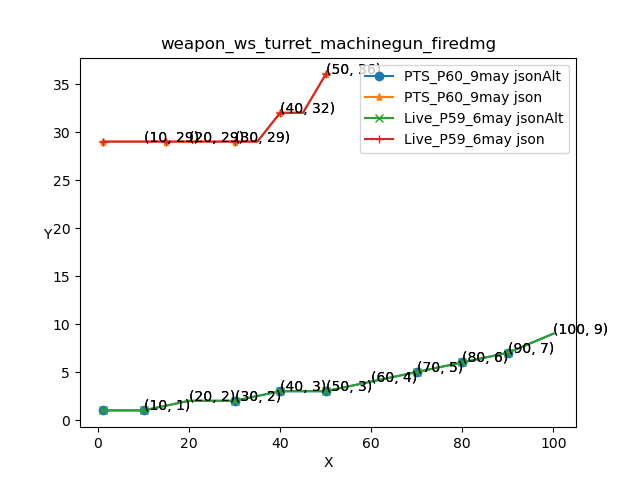 weapon_ws_turret_machinegun_firedmg
PTS_P60_9may jsonAlt
PTS_P60_9may json
Live_P59_6may jsonAlt
Live_P59_6may json
(50, 36)
(40, 32)
(10, 29)
(20, 29)
(30, 29)
(100, 9)
(90, 7)
(80, 6)
(70, 5)
(60, 4)
(50, 3)
(40, 3)
(30, 2)
(20, 2)
(10, 1)
35
30
25
20
15
10
5
0
Y
0 20 40 60 80 100
X